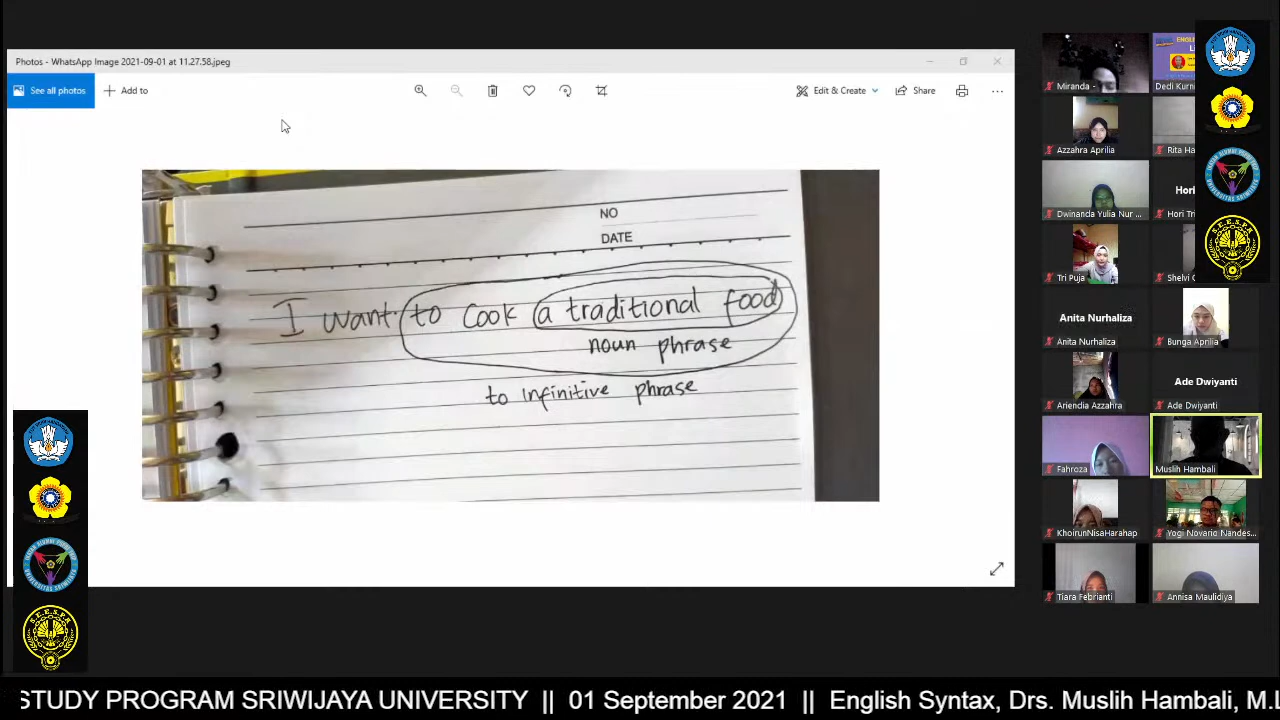 Photos - WhatsApp Image 2021-09-01 at 11.27.58.jpeg
See all photos
Add to
Edit & Create
Share
NO
DATE
I want to cook a traditional food
noun phrase
to infinitive phrase
Miranda -
Dedi Kurn
Azzahra Aprilia
Rita Ha
Dwinanda Yulia Nur ...
Hori
Hori Tri
Tri Puja
Shelvi
Anita Nurhaliza
Anita Nurhaliza
Bunga Aprilia
Ariendia Azzahra
Ade Dwiyanti
Ade Dwiyanti
Fahroza
Muslih Hambali
KhoirunNisaHarahap
Yogi Novario Nandes...
Tiara Febrianti
Annisa Maulidiya
S.E.E.S.P.A
S.E.E.S.P.A
STUDY PROGRAM SRIWIJAYA UNIVERSITY || 01 September 2021 || English Syntax, Drs. Muslih Hambali, M.